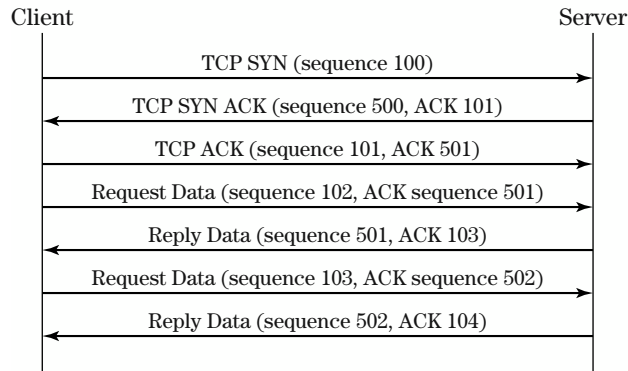 Client Server
TCP SYN (sequence 100)
TCP SYN ACK (sequence 500, ACK 101)
TCP ACK (sequence 101, ACK 501)
Request Data (sequence 102, ACK sequence 501)
Reply Data (sequence 501, ACK 103)
Request Data (sequence 103, ACK sequence 502)
Reply Data (sequence 502, ACK 104)